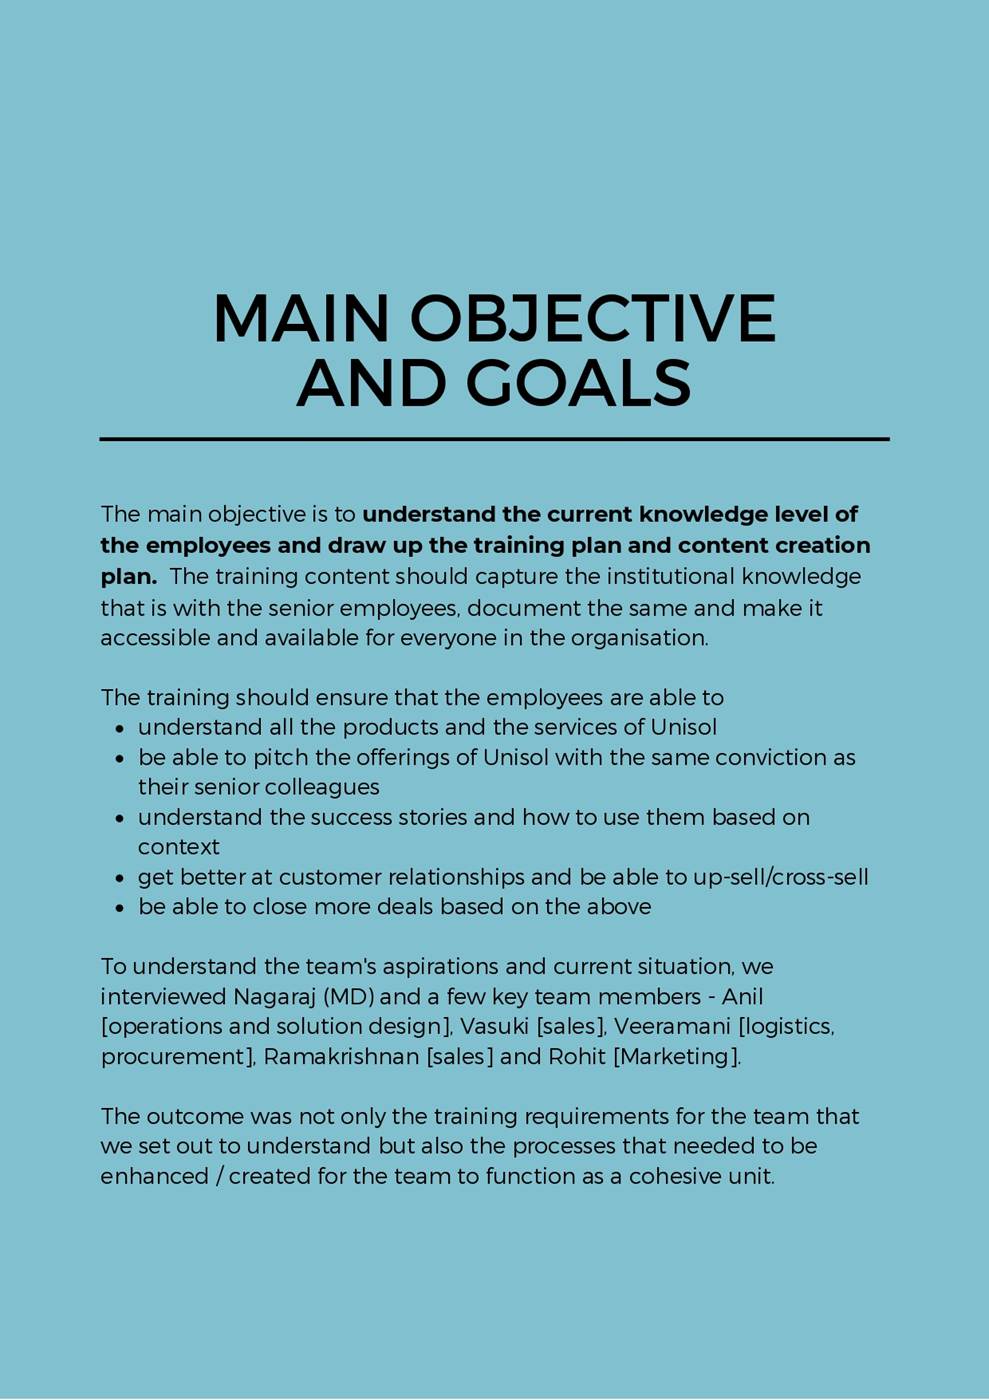 MAIN OBJECTIVE
AND GOALS
The main objective is to understand the current knowledge level of
the employees and draw up the training plan and content creation
plan.  The training content should capture the institutional knowledge
that is with the senior employees, document the same and make it
accessible and available for everyone in the organisation.
The training should ensure that the employees are able to
• understand all the products and the services of Unisol
• be able to pitch the offerings of Unisol with the same conviction as
their senior colleagues
• understand the success stories and how to use them based on
context
• get better at customer relationships and be able to up-sell/cross-sell
• be able to close more deals based on the above
To understand the team's aspirations and current situation, we
interviewed Nagaraj (MD) and a few key team members - Anil
[operations and solution design], Vasuki [sales], Veeramani [logistics,
procurement], Ramakrishnan [sales] and Rohit [Marketing].
The outcome was not only the training requirements for the team that
we set out to understand but also the processes that needed to be
enhanced / created for the team to function as a cohesive unit.